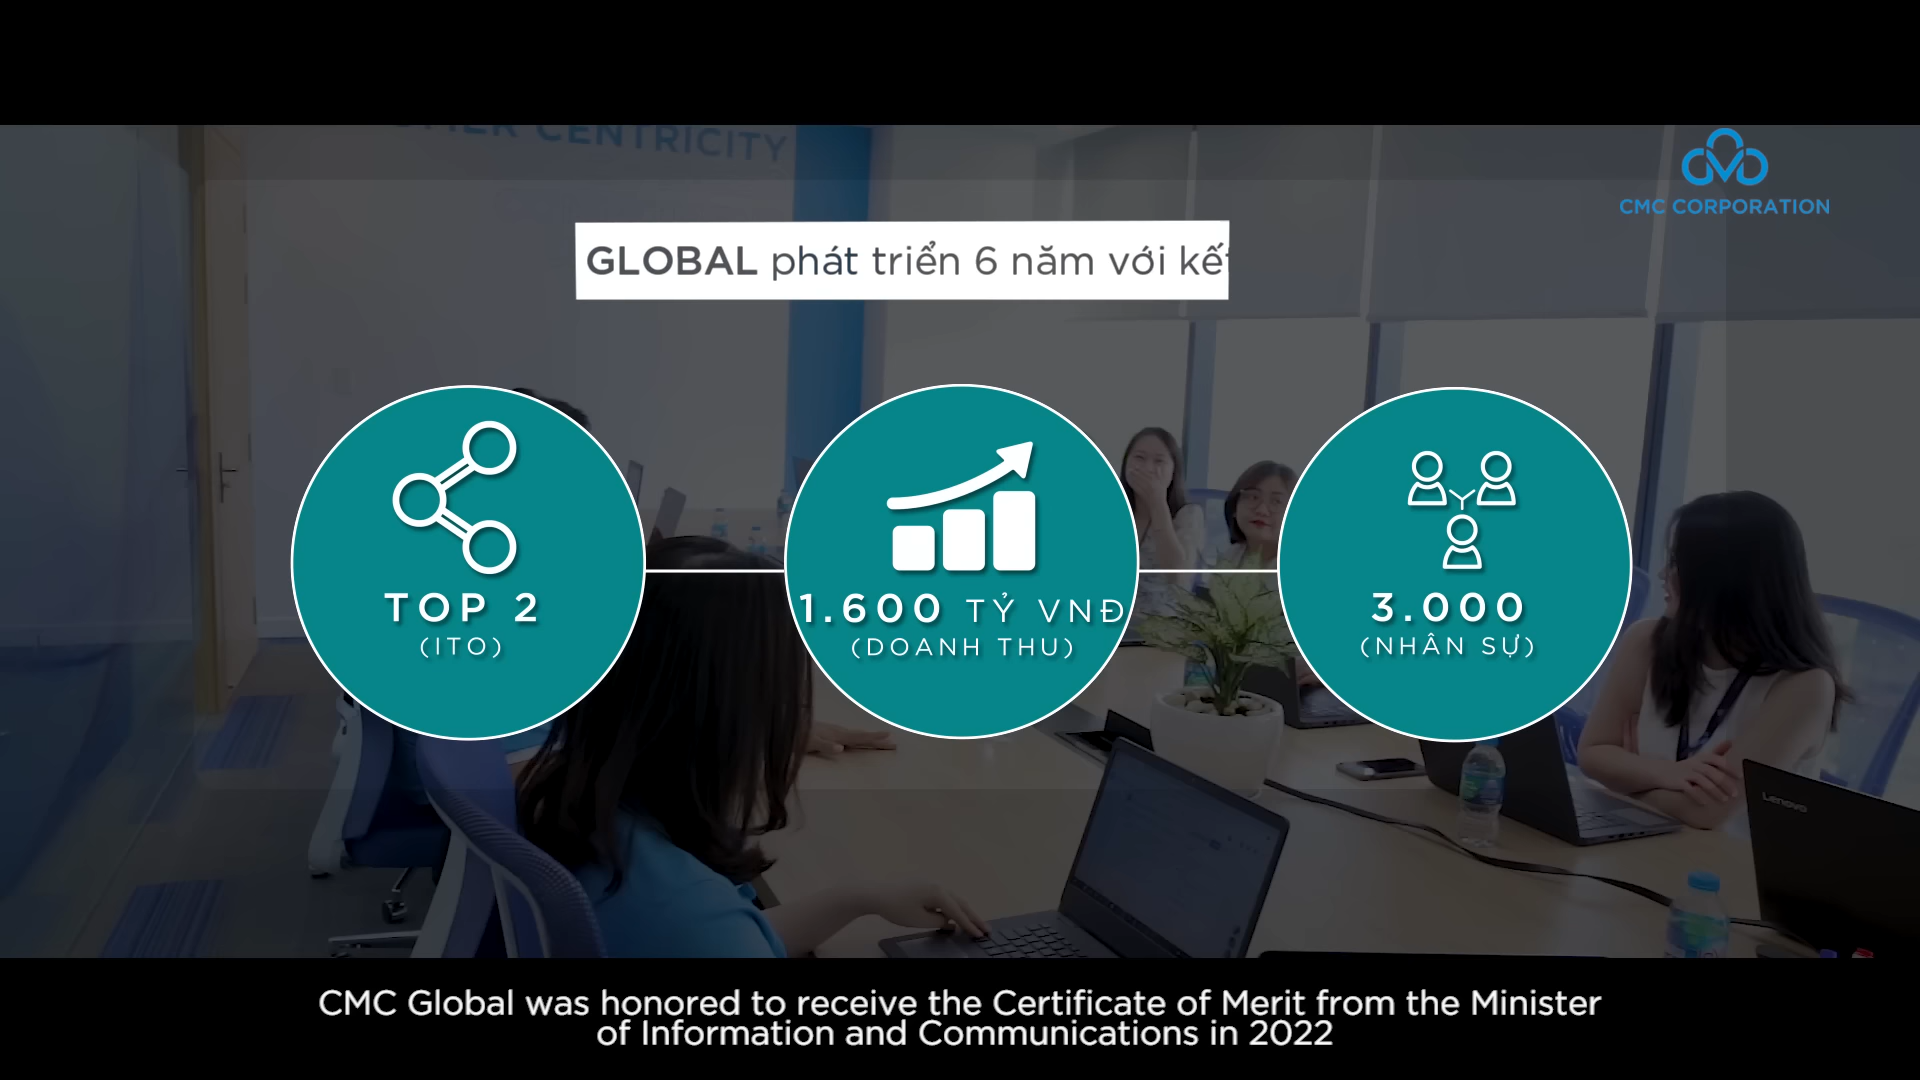 CENTRICITY
CMC CORPORATION
GLOBAL phát triển 6 năm với kết
TOP 2
(ITO)
1.600 TỶ VNĐ
(DOANH THU)
3.000
(NHÂN SỰ)
Lenovo
CMC Global was honored to receive the Certificate of Merit from the Minister
of Information and Communications in 2022